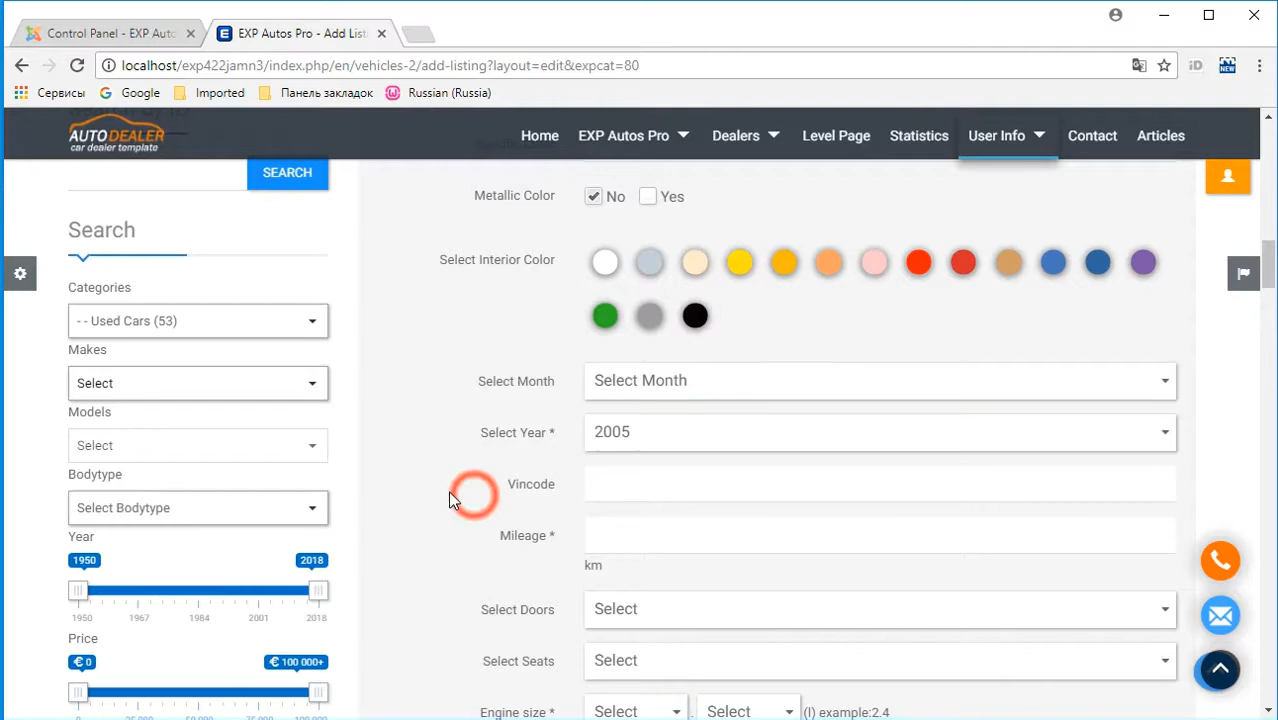 Control Panel - EXP Auto
EXP Autos Pro - Add List
localhost/exp422jamn3/index.php/en/vehicles-2/add-listing?layout=edit&expcat=80
iD
NEW
Сервисы
Google
Imported
Панель закладок
Russian (Russia)
AUTODEALER
car dealer template
Home
EXP Autos Pro
Dealers
Level Page
Statistics
User Info
Contact
Articles
SEARCH
Metallic Color
No
Yes
Search
Select Interior Color
Categories
- - Used Cars (53)
Makes
Select
Select Month
Select Month
Models
Select Year *
2005
Select
Bodytype
Vincode
Select Bodytype
Year
Mileage *
1950
2018
km
1950
1967
1984
2001
2018
Select Doors
Select
Price
€ 0
€ 100 000+
Select Seats
Select
Engine size *
Select
.
Select
(l) example:2.4